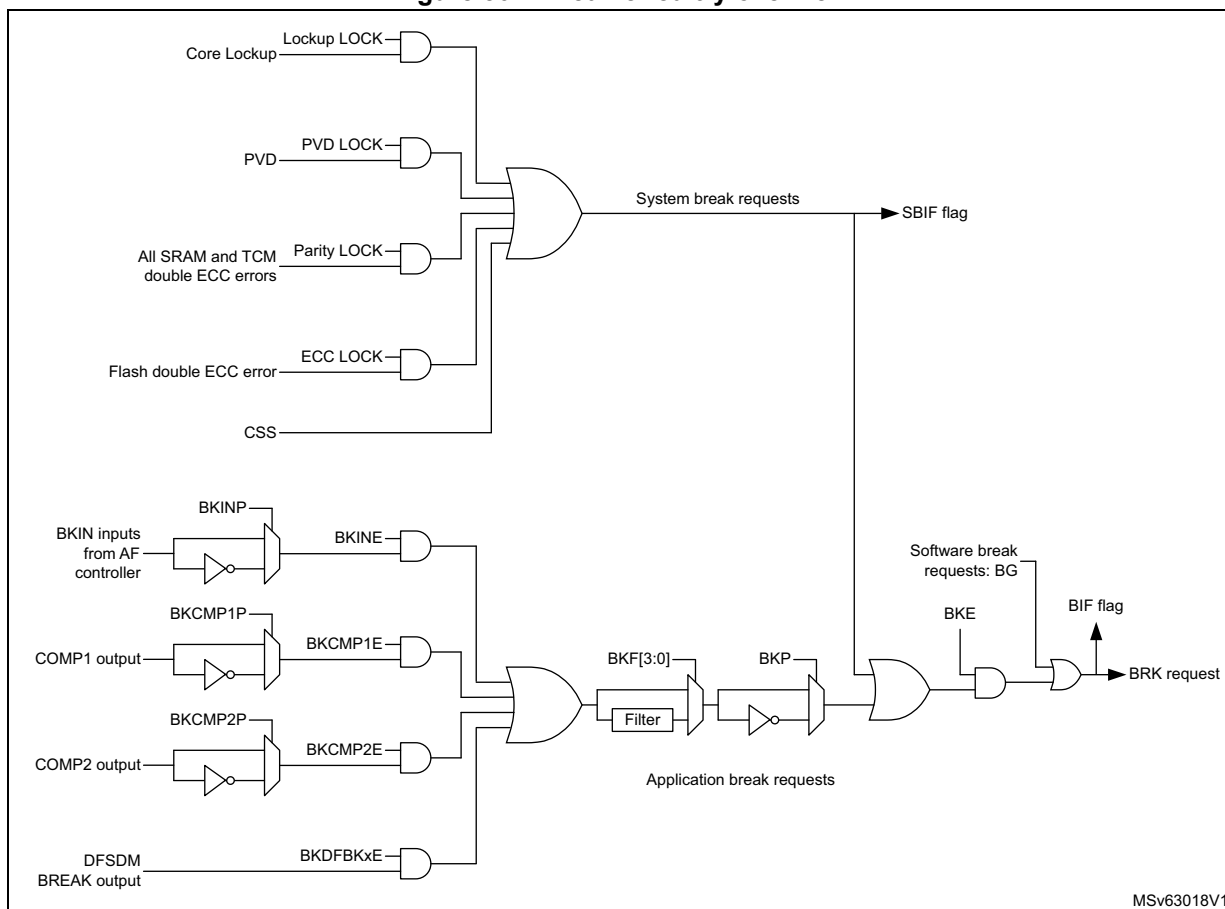 Lockup LOCK
Core Lockup
PVD LOCK
PVD
Parity LOCK
All SRAM and TCM
double ECC errors
ECC LOCK
Flash double ECC error
CSS
System break requests
SBIF flag
BKINP
BKIN inputs
from AF
controller
BKINE
BKCMP1P
COMP1 output
BKCMP1E
BKCMP2P
COMP2 output
BKCMP2E
DFSDM
BREAK output
BKDFBKxE
BKF[3:0]
Filter
BKP
Application break requests
Software break
requests: BG
BKE
BIF flag
BRK request
MSv63018V1